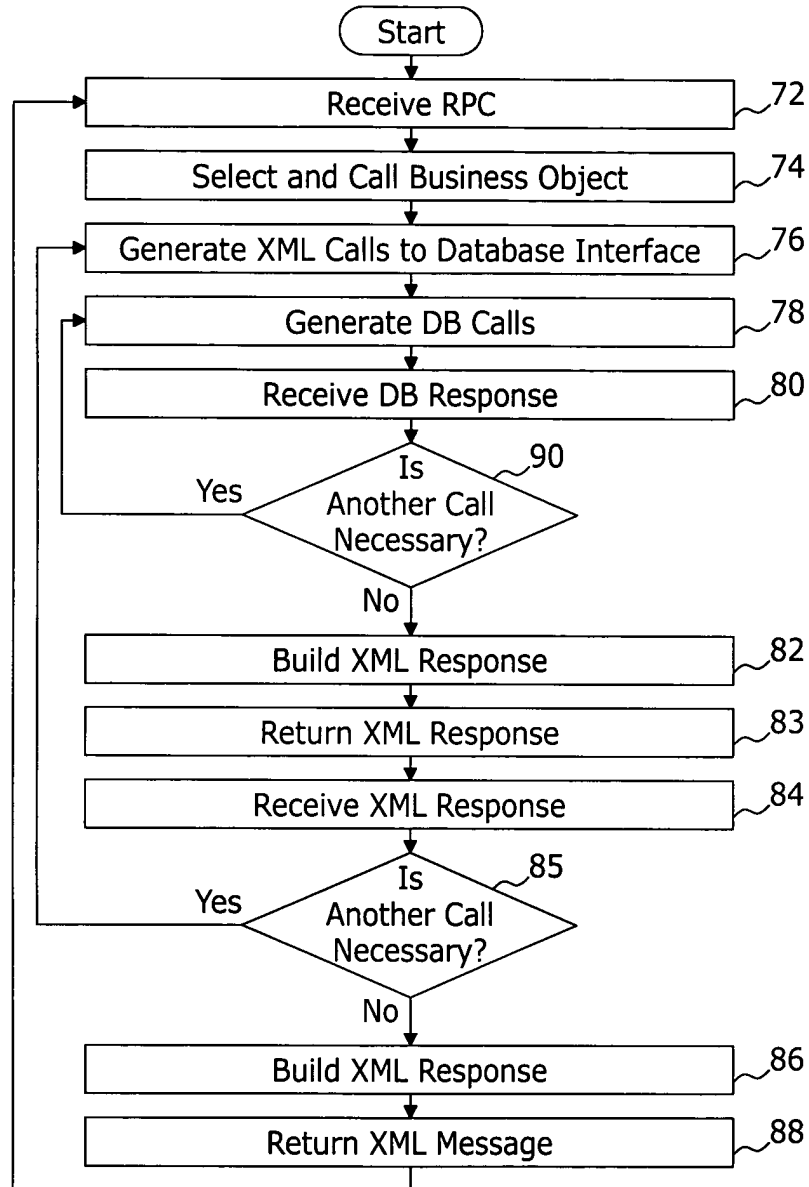 Start
Receive RPC
72
Select and Call Business Object
74
Generate XML Calls to Database Interface
76
Generate DB Calls
78
Receive DB Response
80
90
Is
Another Call
Necessary?
Yes
No
Build XML Response
82
Return XML Response
83
Receive XML Response
84
85
Is
Another Call
Necessary?
Yes
No
Build XML Response
86
Return XML Message
88